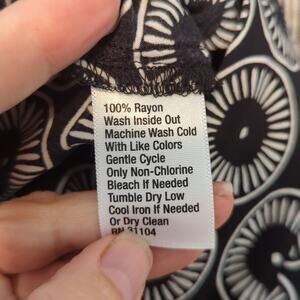 100% Rayon
Wash Inside Out
Machine Wash Cold
With Like Colors
Gentle Cycle
Only Non-Chlorine
Bleach If Needed
Tumble Dry Low
Cool Iron If Needed
Or Dry Clean
RN 31104